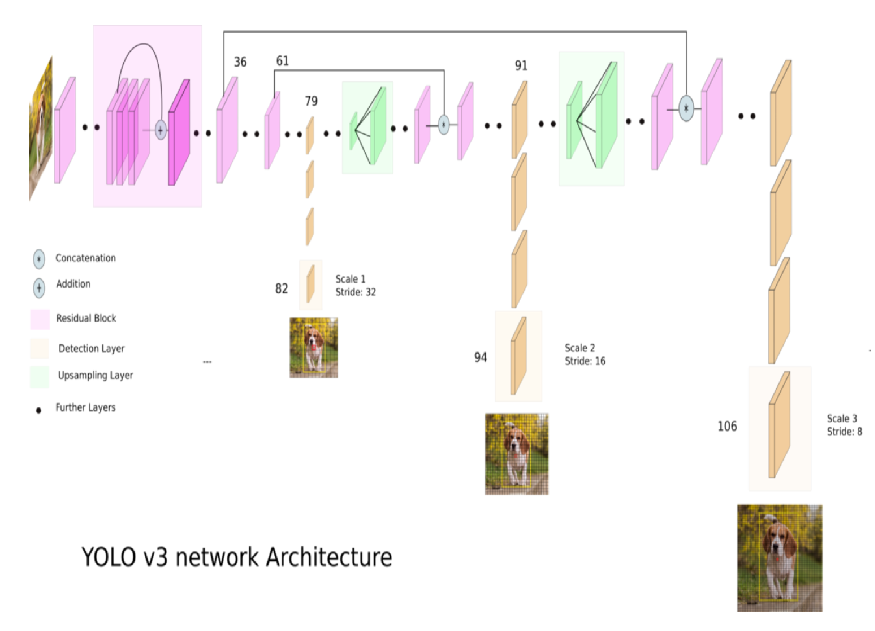 36
61
79
91
Concatenation
Addition
Residual Block
Detection Layer
Upsampling Layer
Further Layers
...
82
Scale 1
Stride: 32
94
Scale 2
Stride: 16
106
Scale 3
Stride: 8
YOLO v3 network Architecture